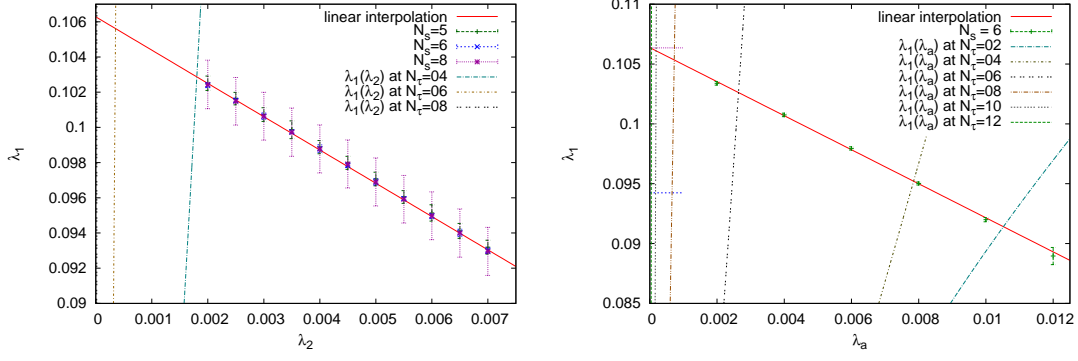 linear interpolation
N_s=5
N_s=6
N_s=8
λ_1(λ_2) at N_τ=04
λ_1(λ_2) at N_τ=06
λ_1(λ_2) at N_τ=08
λ_1
0.106
0.104
0.102
0.1
0.098
0.096
0.094
0.092
0.09
0 0.001 0.002 0.003 0.004 0.005 0.006 0.007
λ_2
linear interpolation
N_s = 6
λ_1(λ_a) at N_τ=02
λ_1(λ_a) at N_τ=04
λ_1(λ_a) at N_τ=06
λ_1(λ_a) at N_τ=08
λ_1(λ_a) at N_τ=10
λ_1(λ_a) at N_τ=12
λ_1
0.11
0.105
0.1
0.095
0.09
0.085
0 0.002 0.004 0.006 0.008 0.01 0.012
λ_a